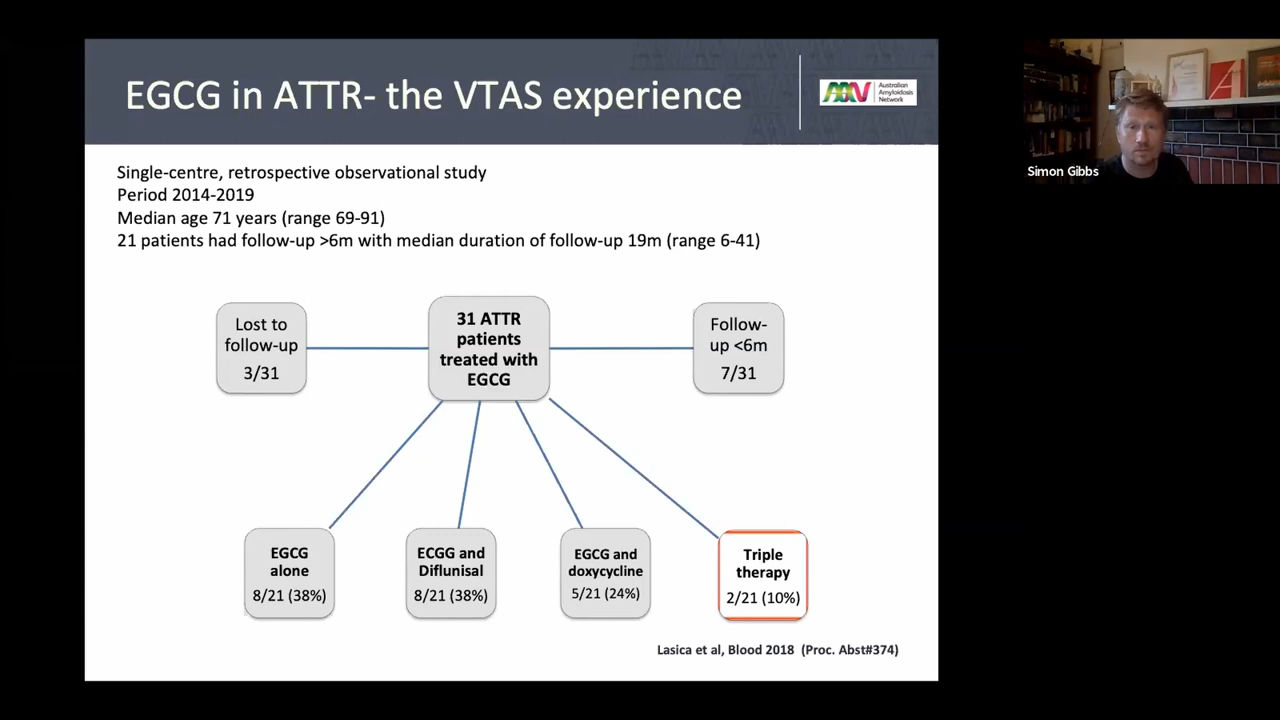 EGCG in ATTR- the VTAS experience
AAN
Australian
Amyloidosis
Network
Simon Gibbs
Single-centre, retrospective observational study
Period 2014-2019
Median age 71 years (range 69-91)
21 patients had follow-up >6m with median duration of follow-up 19m (range 6-41)
Lost to
follow-up
3/31
31 ATTR
patients
treated with
EGCG
Follow-
up <6m
7/31
EGCG
alone
8/21 (38%)
ECGG and
Diflunisal
8/21 (38%)
EGCG and
doxycycline
5/21 (24%)
Triple
therapy
2/21 (10%)
Lasica et al, Blood 2018 (Proc. Abst#374)